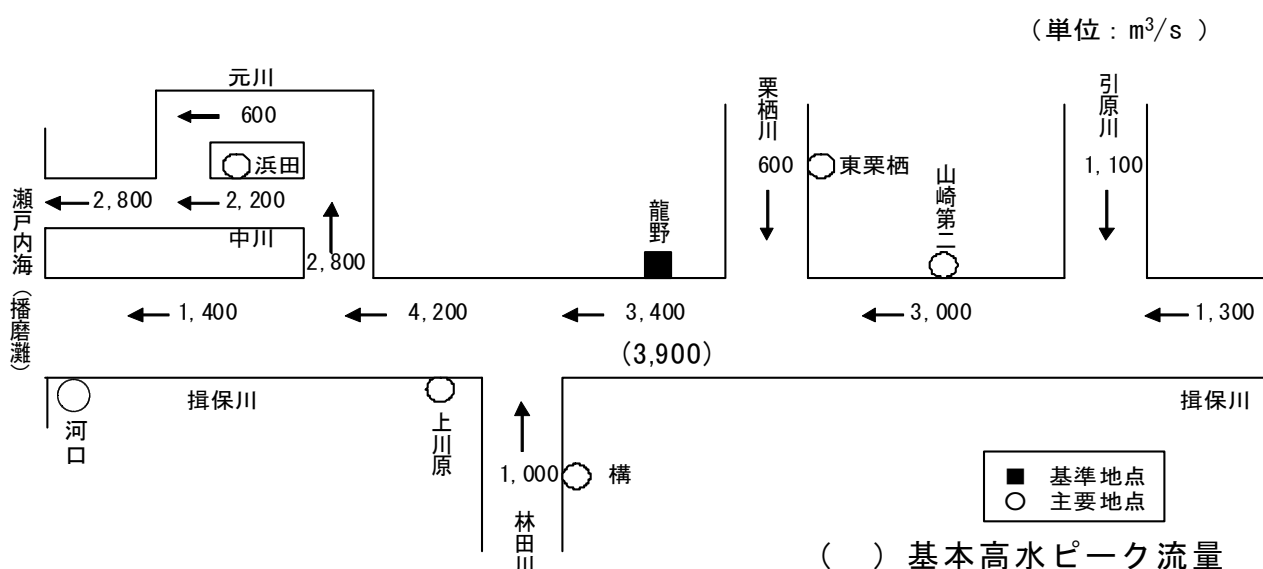 （単位：m³/s ）
元川
600
浜田
2,800
2,200
中川
2,800
瀬戸内海（播磨灘）
栗栖川
600
東栗栖
山崎第二
引原川
1,100
龍野
1,400
4,200
3,400
3,000
1,300
(3,900)
揖保川
揖保川
河口
上川原
1,000
構
林田川
■ 基準地点
○ 主要地点
（ ）基本高水ピーク流量